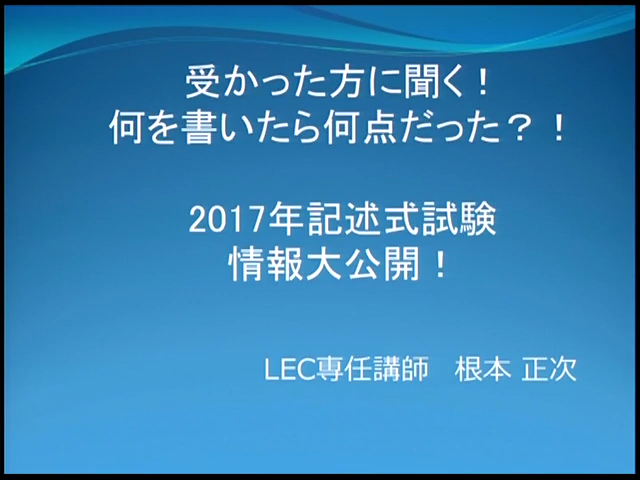 受かった方に聞く！
何を書いたら何点だった？！
2017年記述式試験
情報大公開！
LEC専任講師　根本 正次